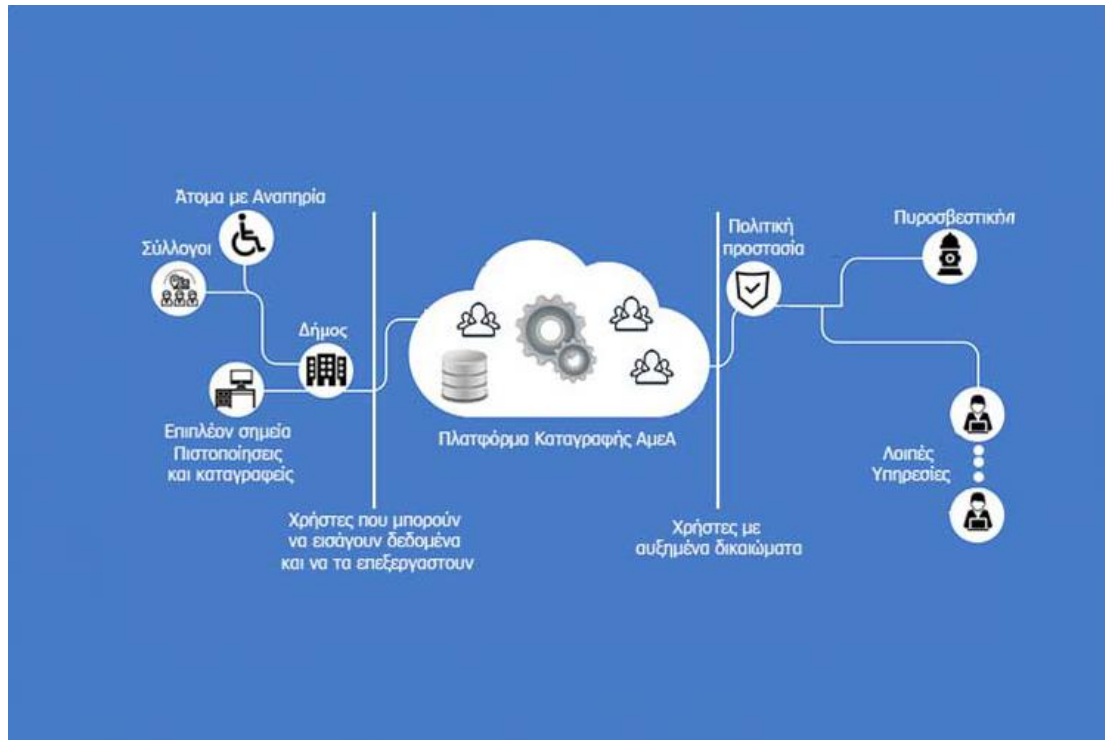 Άτομα με Αναπηρία
Σύλλογοι
Δήμος
Επιπλέον σημεία
Πιστοποίησεις
και καταγραφείς
Χρήστες που μπορούν
να εισάγουν δεδομένα
και να τα επεξεργαστουν
Πλατφόρμα Καταγραφής ΑμεΑ
Πολιτική
προστασία
Χρήστες με
αυξημένα δικαιώματα
Πυροσβεστική
Λοιπές
Υπηρεσίες